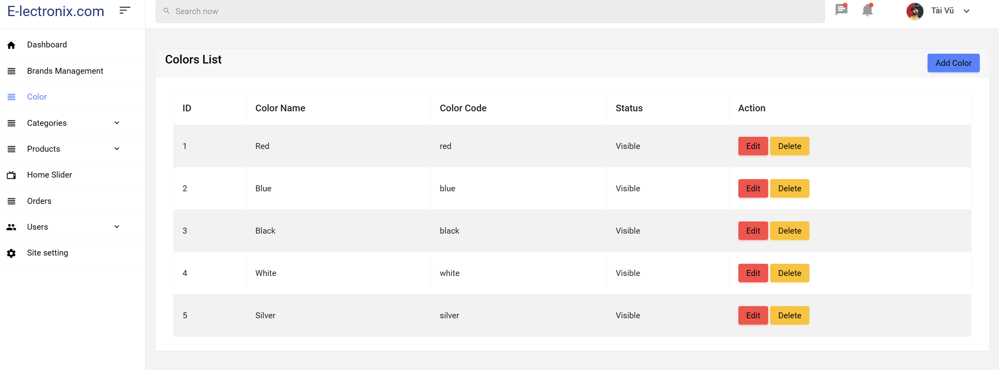 E-lectronix.com
Search now
Tài Vũ
Dashboard
Brands Management
Color
Categories
Products
Home Slider
Orders
Users
Site setting
Colors List
Add Color
ID Color Name Color Code Status Action
1 Red red Visible Edit Delete
2 Blue blue Visible Edit Delete
3 Black black Visible Edit Delete
4 White white Visible Edit Delete
5 Silver silver Visible Edit Delete